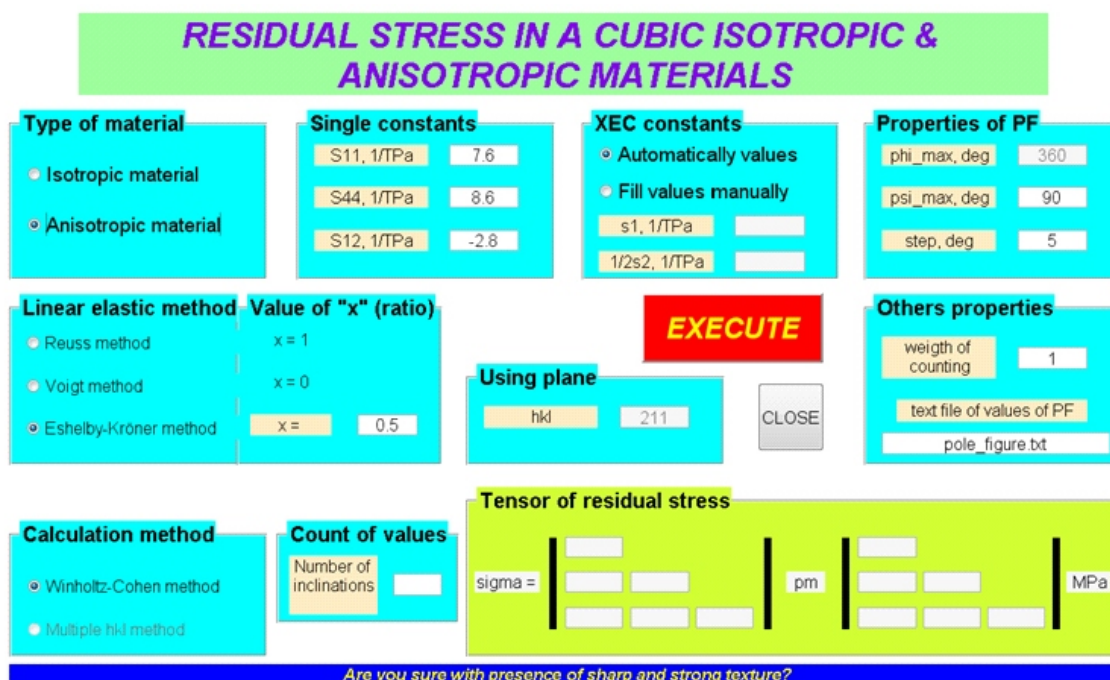 RESIDUAL STRESS IN A CUBIC ISOTROPIC &
ANISOTROPIC MATERIALS
Type of material
Isotropic material
Anisotropic material
Single constants
S11, 1/TPa 7.6
S44, 1/TPa 8.6
S12, 1/TPa -2.8
XEC constants
Automatically values
Fill values manually
s1, 1/TPa
1/2s2, 1/TPa
Properties of PF
phi_max, deg 360
psi_max, deg 90
step, deg 5
Linear elastic method
Reuss method
Voigt method
Eshelby-Kröner method
Value of "x" (ratio)
x = 1
x = 0
x = 0.5
Using plane
hkl 211
EXECUTE
CLOSE
Others properties
weigth of
counting 1
text file of values of PF
pole_figure.txt
Calculation method
Winholtz-Cohen method
Multiple hkl method
Count of values
Number of
inclinations
Tensor of residual stress
sigma = pm MPa
Are you sure with presence of sharp and strong texture?